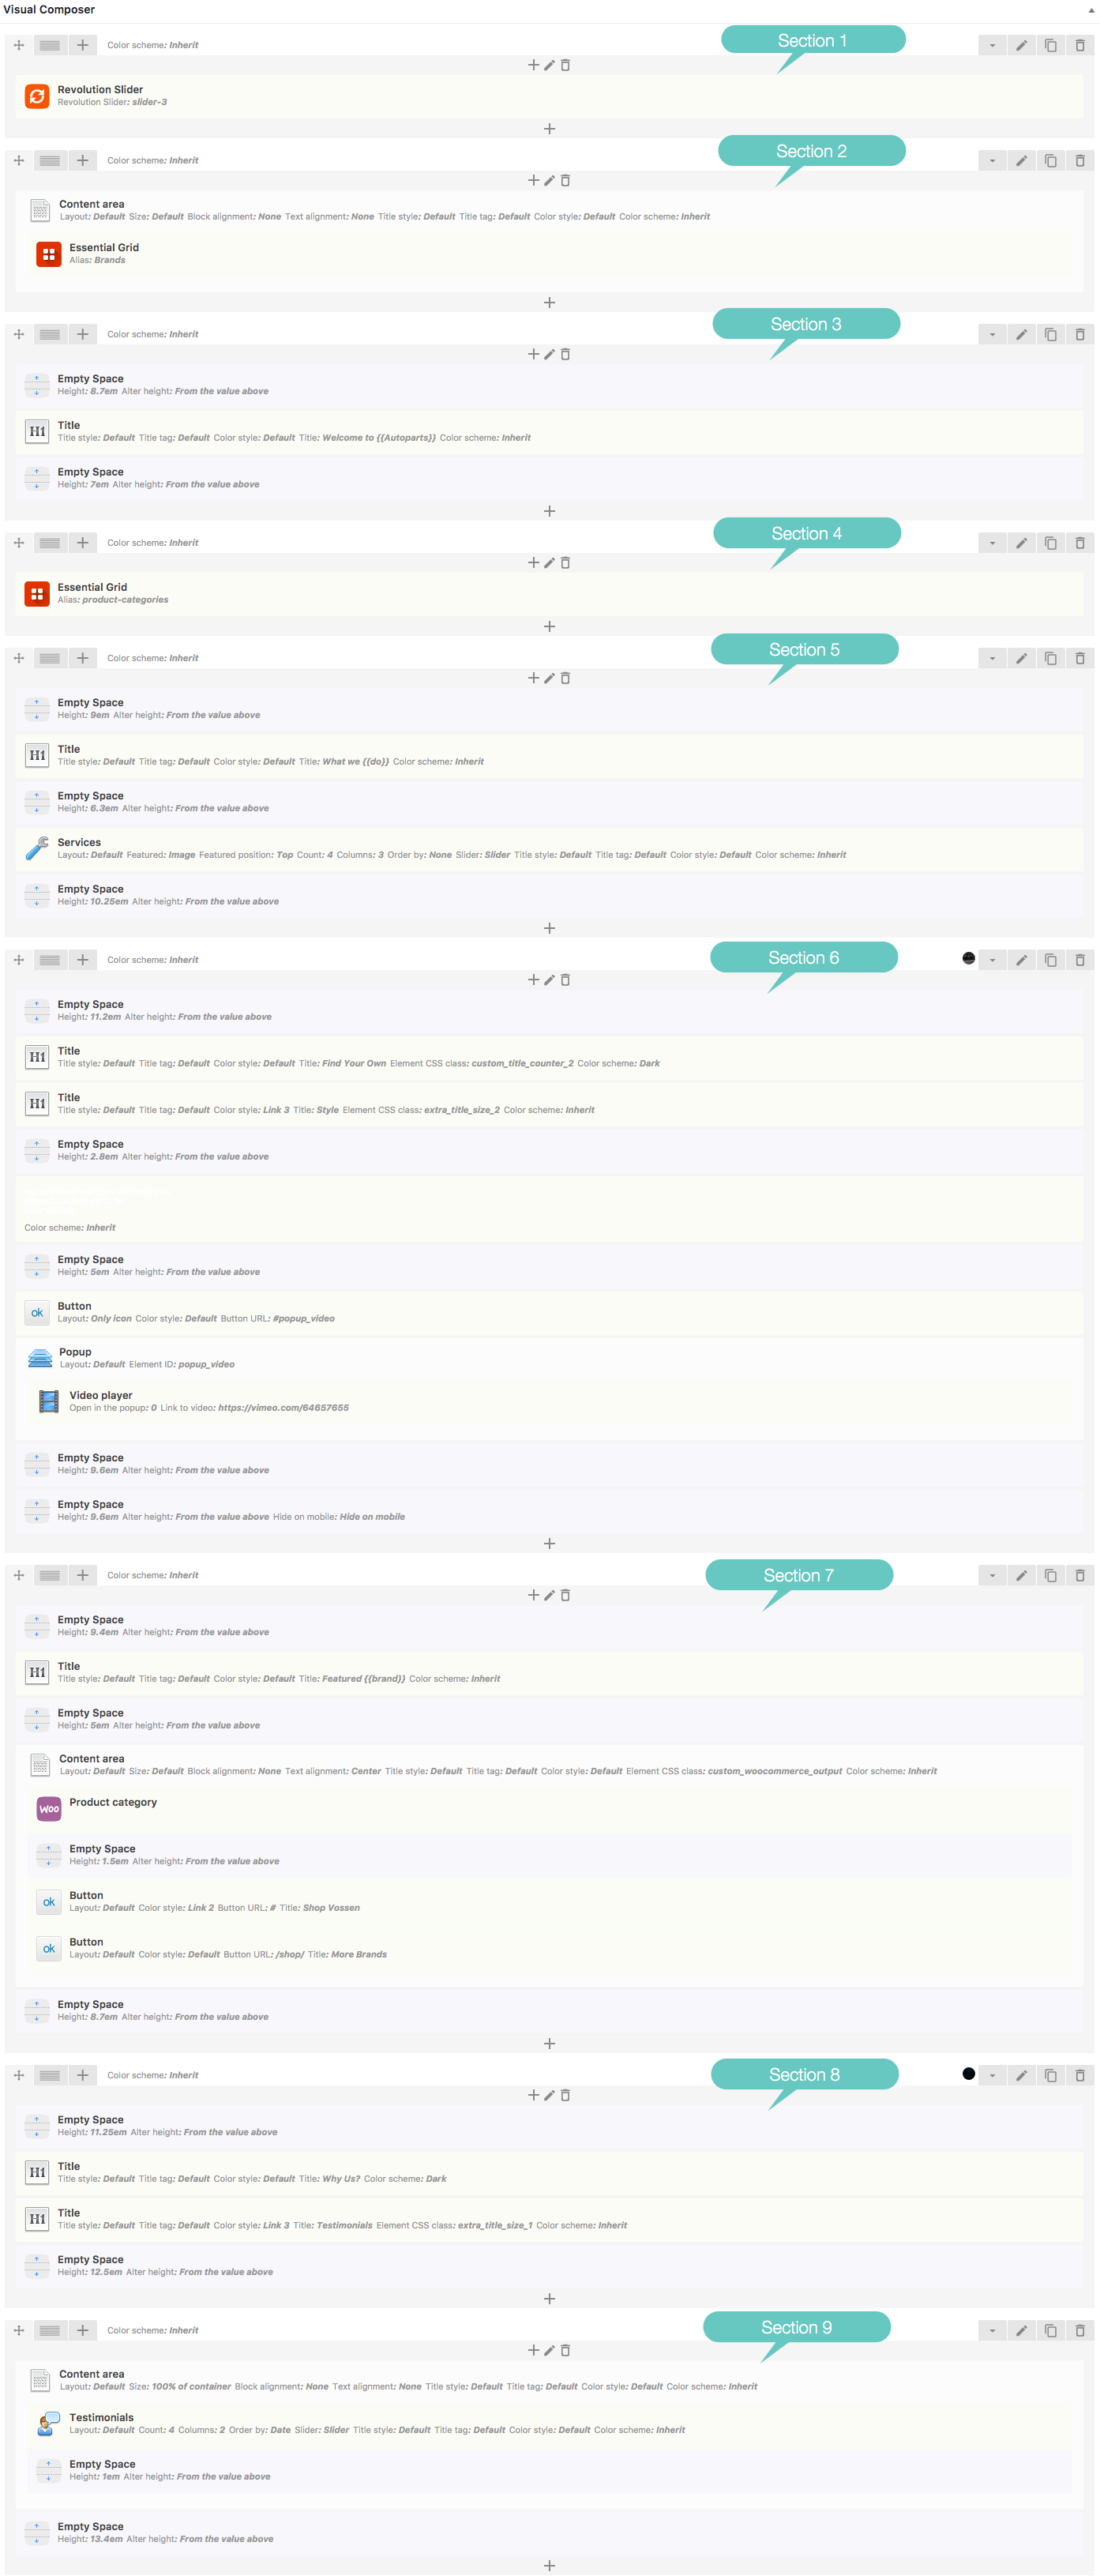 Visual Composer
Color scheme: Inherit
Section 1
Revolution Slider
Revolution Slider: slider-3
Color scheme: Inherit
Section 2
Content area
Layout: Default Size: Default Block alignment: None Text alignment: None Title style: Default Title tag: Default Color style: Default Color scheme: Inherit
Essential Grid
Alias: Brands
Color scheme: Inherit
Section 3
Empty Space
Height: 8.7em Alter height: From the value above
H1
Title
Title style: Default Title tag: Default Color style: Default Title: Welcome to {{Autoparts}} Color scheme: Inherit
Empty Space
Height: 7em Alter height: From the value above
Color scheme: Inherit
Section 4
Essential Grid
Alias: product-categories
Color scheme: Inherit
Section 5
Empty Space
Height: 9em Alter height: From the value above
H1
Title
Title style: Default Title tag: Default Color style: Default Title: What we {{do}} Color scheme: Inherit
Empty Space
Height: 6.3em Alter height: From the value above
Services
Layout: Default Featured: Image Featured position: Top Count: 4 Columns: 3 Order by: None Slider: Slider Title style: Default Title tag: Default Color style: Default Color scheme: Inherit
Empty Space
Height: 10.25em Alter height: From the value above
Color scheme: Inherit
Section 6
Empty Space
Height: 11.2em Alter height: From the value above
H1
Title
Title style: Default Title tag: Default Color style: Default Title: Find Your Own Element CSS class: custom_title_counter_2 Color scheme: Dark
H1
Title
Title style: Default Title tag: Default Color style: Link 3 Title: Style Element CSS class: extra_title_size_2 Color scheme: Inherit
Empty Space
Height: 2.8em Alter height: From the value above
Color scheme: Inherit
Empty Space
Height: 5em Alter height: From the value above
ok
Button
Layout: Only icon Color style: Default Button URL: #popup_video
Popup
Layout: Default Element ID: popup_video
Video player
Open in the popup: 0 Link to video: https://vimeo.com/64657655
Empty Space
Height: 9.6em Alter height: From the value above
Empty Space
Height: 9.6em Alter height: From the value above Hide on mobile: Hide on mobile
Color scheme: Inherit
Section 7
Empty Space
Height: 9.4em Alter height: From the value above
H1
Title
Title style: Default Title tag: Default Color style: Default Title: Featured {{brand}} Color scheme: Inherit
Empty Space
Height: 5em Alter height: From the value above
Content area
Layout: Default Size: Default Block alignment: None Text alignment: Center Title style: Default Title tag: Default Color style: Default Element CSS class: custom_woocommerce_output Color scheme: Inherit
Woo
Product category
Empty Space
Height: 1.5em Alter height: From the value above
ok
Button
Layout: Default Color style: Link 2 Button URL: # Title: Shop Vossen
ok
Button
Layout: Default Color style: Default Button URL: /shop/ Title: More Brands
Empty Space
Height: 8.7em Alter height: From the value above
Color scheme: Inherit
Section 8
Empty Space
Height: 11.25em Alter height: From the value above
H1
Title
Title style: Default Title tag: Default Color style: Default Title: Why Us? Color scheme: Dark
H1
Title
Title style: Default Title tag: Default Color style: Link 3 Title: Testimonials Element CSS class: extra_title_size_1 Color scheme: Inherit
Empty Space
Height: 12.5em Alter height: From the value above
Color scheme: Inherit
Section 9
Content area
Layout: Default Size: 100% of container Block alignment: None Text alignment: None Title style: Default Title tag: Default Color style: Default Color scheme: Inherit
Testimonials
Layout: Default Count: 4 Columns: 2 Order by: Date Slider: Slider Title style: Default Title tag: Default Color style: Default Color scheme: Inherit
Empty Space
Height: 1em Alter height: From the value above
Empty Space
Height: 13.4em Alter height: From the value above